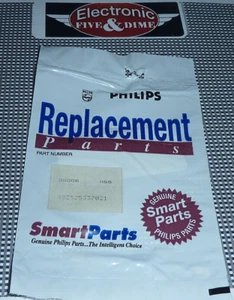 Electronic
FIVE & DIME
PHILIPS
Replacement
Parts
PART NUMBER
GENUINE
Smart
Parts
PHILIPS PARTS
SmartParts
Genuine Philips Parts...The Intelligent Choice